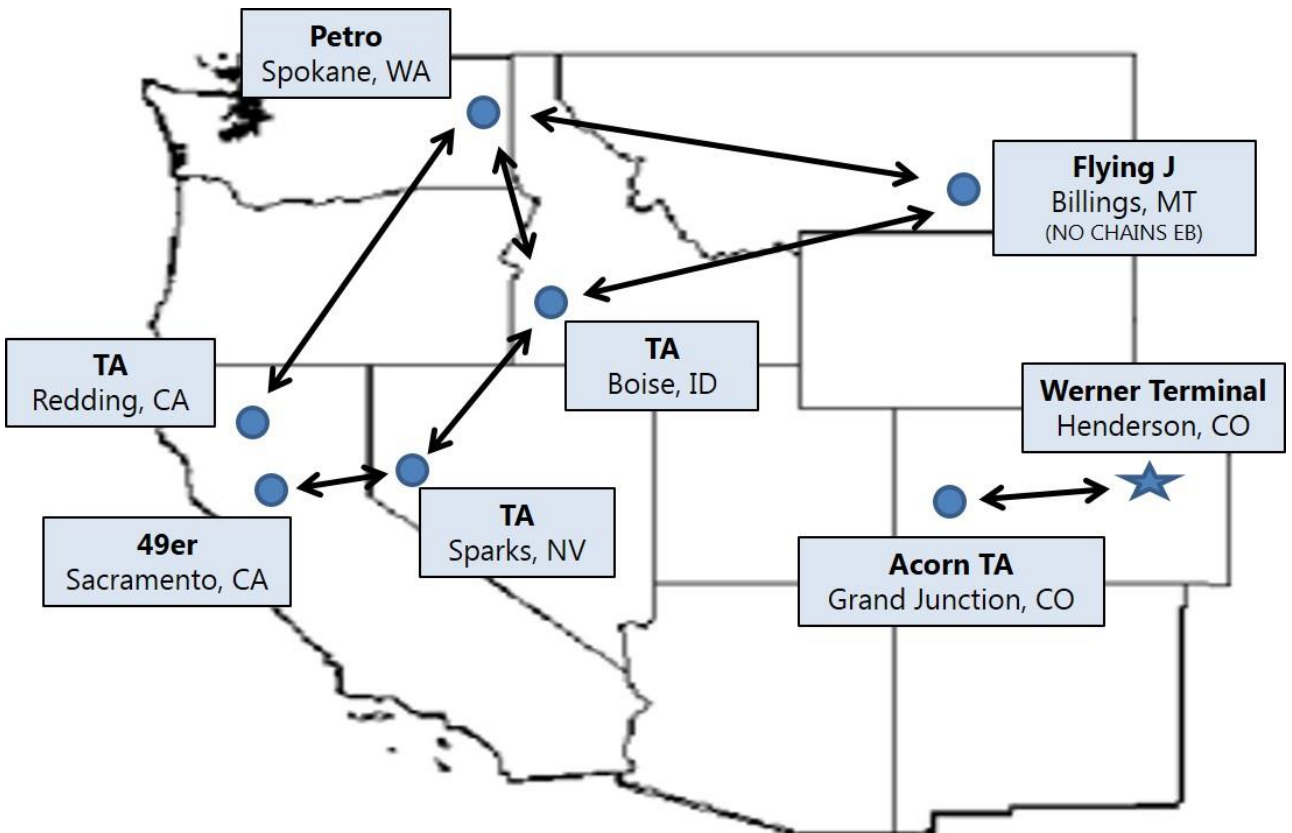 Petro
Spokane, WA
Flying J
Billings, MT
(NO CHAINS EB)
TA
Redding, CA
TA
Boise, ID
Werner Terminal
Henderson, CO
49er
Sacramento, CA
TA
Sparks, NV
Acorn TA
Grand Junction, CO